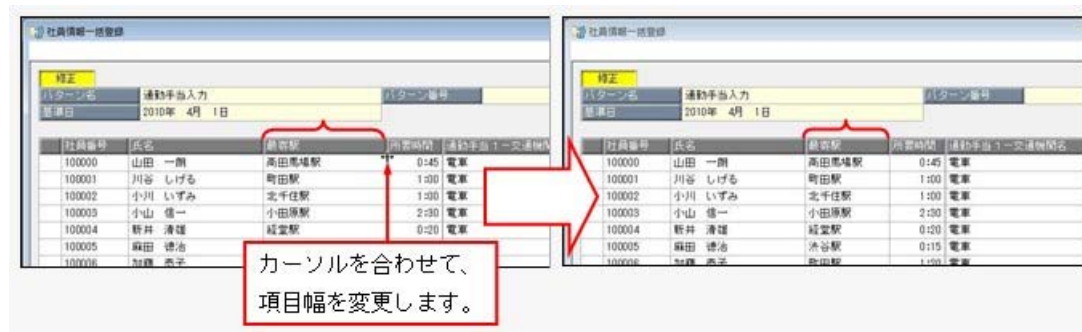 社員情報一括登録
修正
パターン名 通勤手当入力 パターン番号
基準日 2010年 4月 1日
社員番号 氏名 最寄駅 所要時間 通勤手当1-交通機関
100000 山田 一朗 高田馬場駅 0:45 電車
100001 川谷 しげる 町田駅 1:00 電車
100002 小川 いずみ 北千住駅 1:00 電車
100003 小山 信一 小田原駅 2:30 電車
100004 新井 清雄 経堂駅 0:20 電車
100005 麻田 徳治
100006 加藤 恭子
カーソルを合わせて、
項目幅を変更します。
社員情報一括登録
修正
パターン名 通勤手当入力 パターン番号
基準日 2010年 4月 1日
社員番号 氏名 最寄駅 所要時間 通勤手当1-交通機関名
100000 山田 一朗 高田馬場駅 0:45 電車
100001 川谷 しげる 町田駅 1:00 電車
100002 小川 いずみ 北千住駅 1:00 電車
100003 小山 信一 小田原駅 2:30 電車
100004 新井 清雄 経堂駅 0:20 電車
100005 麻田 徳治 渋谷駅 0:15 電車
100006 加藤 恭子 町田駅 1:20 電車